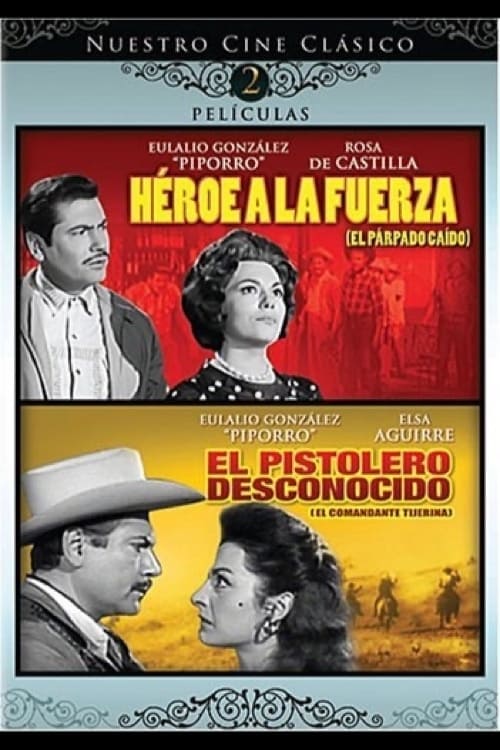 NUESTRO CINE CLÁSICO
2
PELÍCULAS
EULALIO GONZÁLEZ ROSA
"PIPORRO" DE CASTILLA
HÉROE A LA FUERZA
(EL PÁRPADO CAÍDO)
EULALIO GONZÁLEZ ELSA
"PIPORRO" AGUIRRE
EL PISTOLERO
DESCONOCIDO
(EL COMANDANTE TIJERINA)